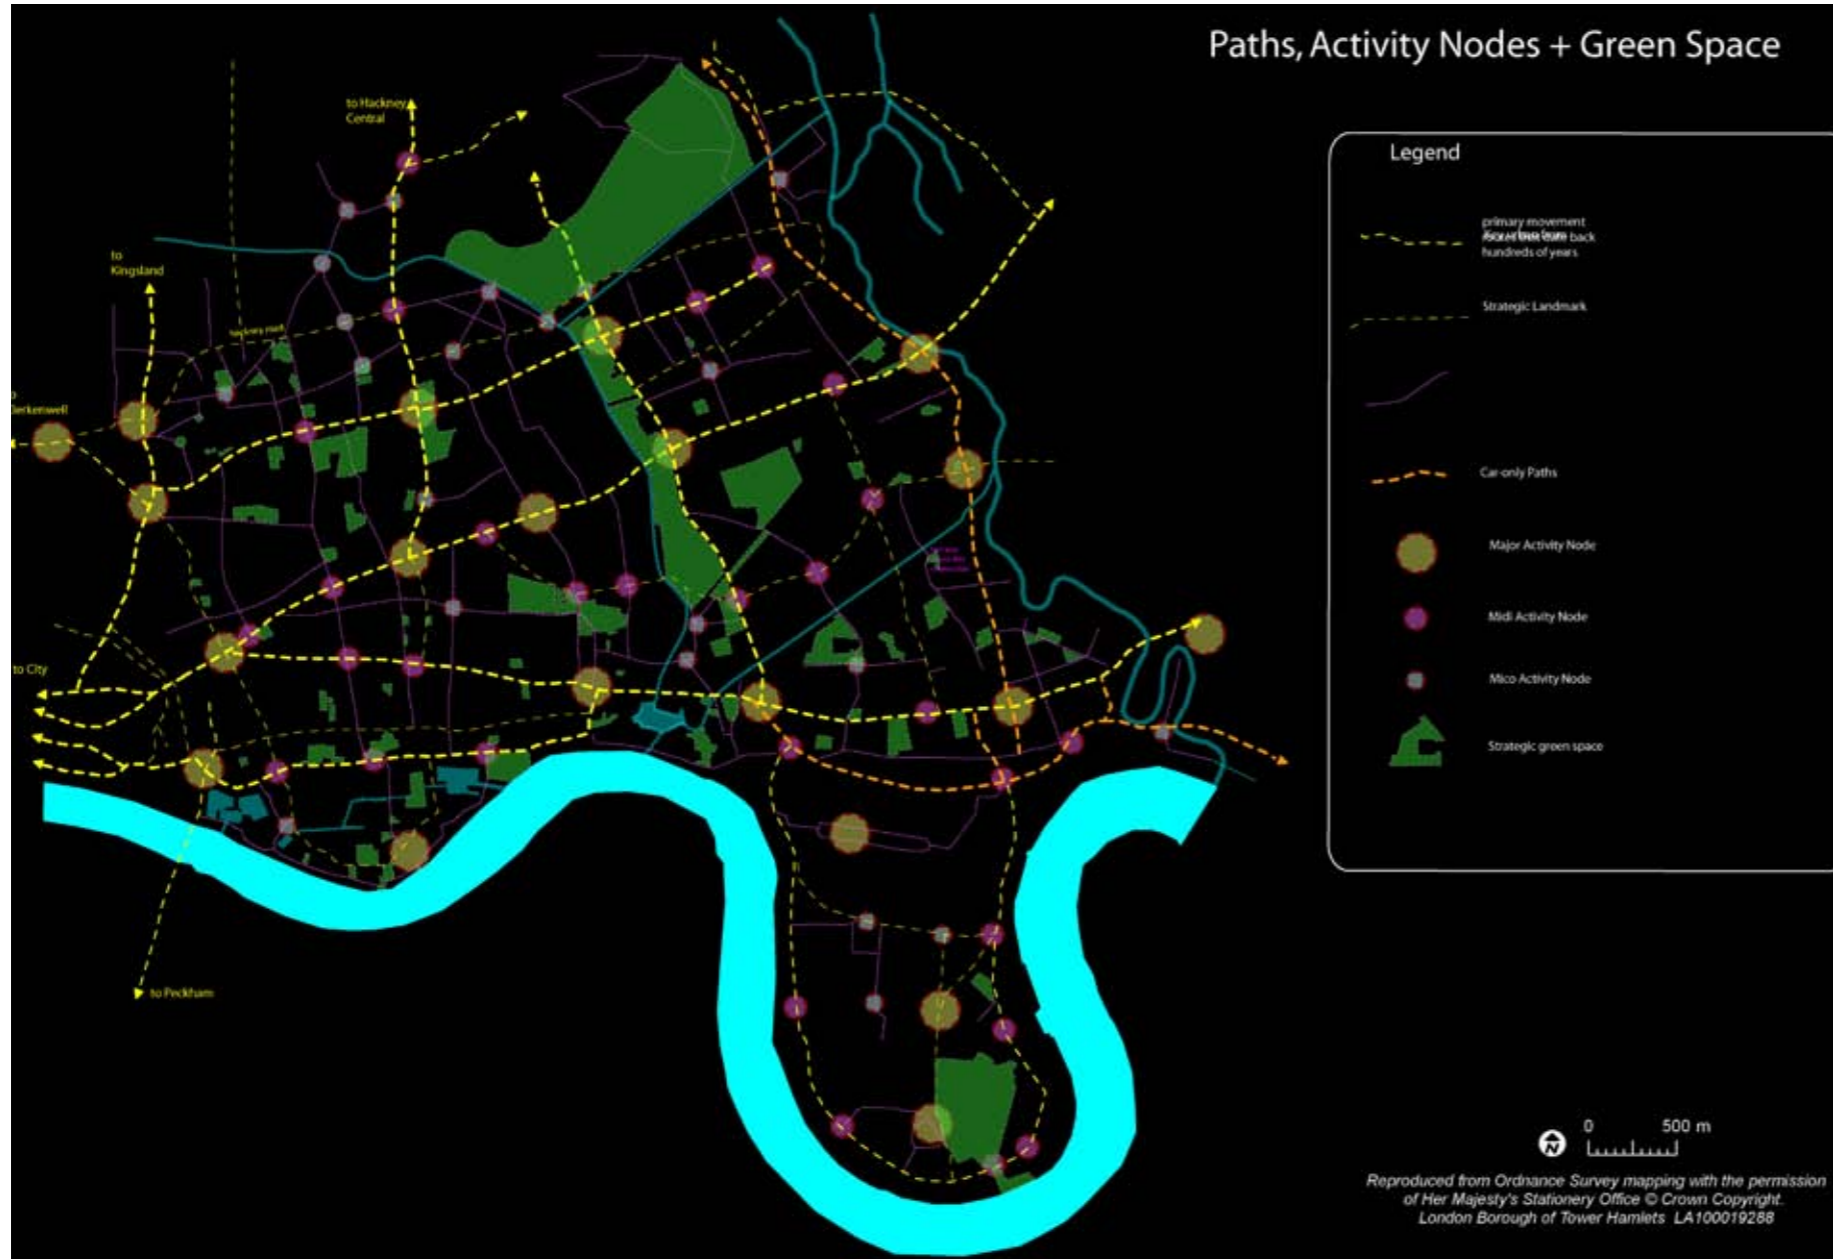 Paths, Activity Nodes + Green Space
to Hackney
Central
to
Kingsland
hackney road
to City
to Peckham
Legend
primary movement
back
hundreds of years
Strategic Landmark
Car-only Paths
Major Activity Node
Midi Activity Node
Mico Activity Node
Strategic green space
0 500 m
N
Reproduced from Ordnance Survey mapping with the permission
of Her Majesty's Stationery Office © Crown Copyright.
London Borough of Tower Hamlets LA100019288